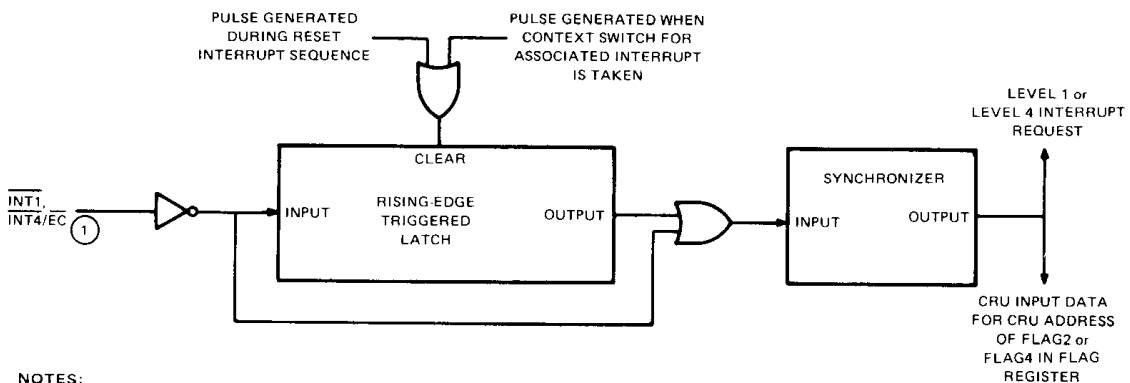 PULSE GENERATED
DURING RESET
INTERRUPT SEQUENCE
PULSE GENERATED WHEN
CONTEXT SWITCH FOR
ASSOCIATED INTERRUPT
IS TAKEN
LEVEL 1 or
LEVEL 4 INTERRUPT
REQUEST
CLEAR
SYNCHRONIZER
INT1,
INT4/EC
1
INPUT
RISING-EDGE
TRIGGERED
LATCH
OUTPUT
INPUT
OUTPUT
CRU INPUT DATA
FOR CRU ADDRESS
OF FLAG2 or
FLAG4 IN FLAG
REGISTER
NOTES: